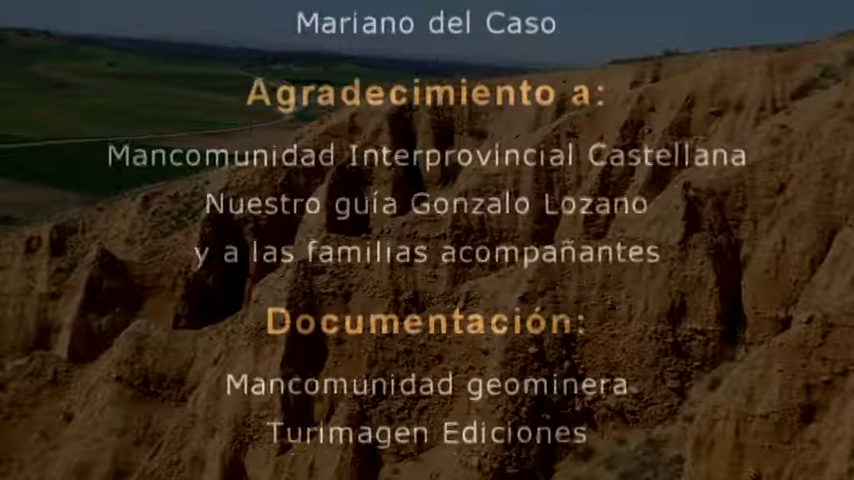 Mariano del Caso
Agradecimiento a:
Mancomunidad Interprovincial Castellana
Nuestro guía Gonzalo Lozano
y a las familias acompañantes
Documentación:
Mancomunidad geominera
Turimagen Ediciones